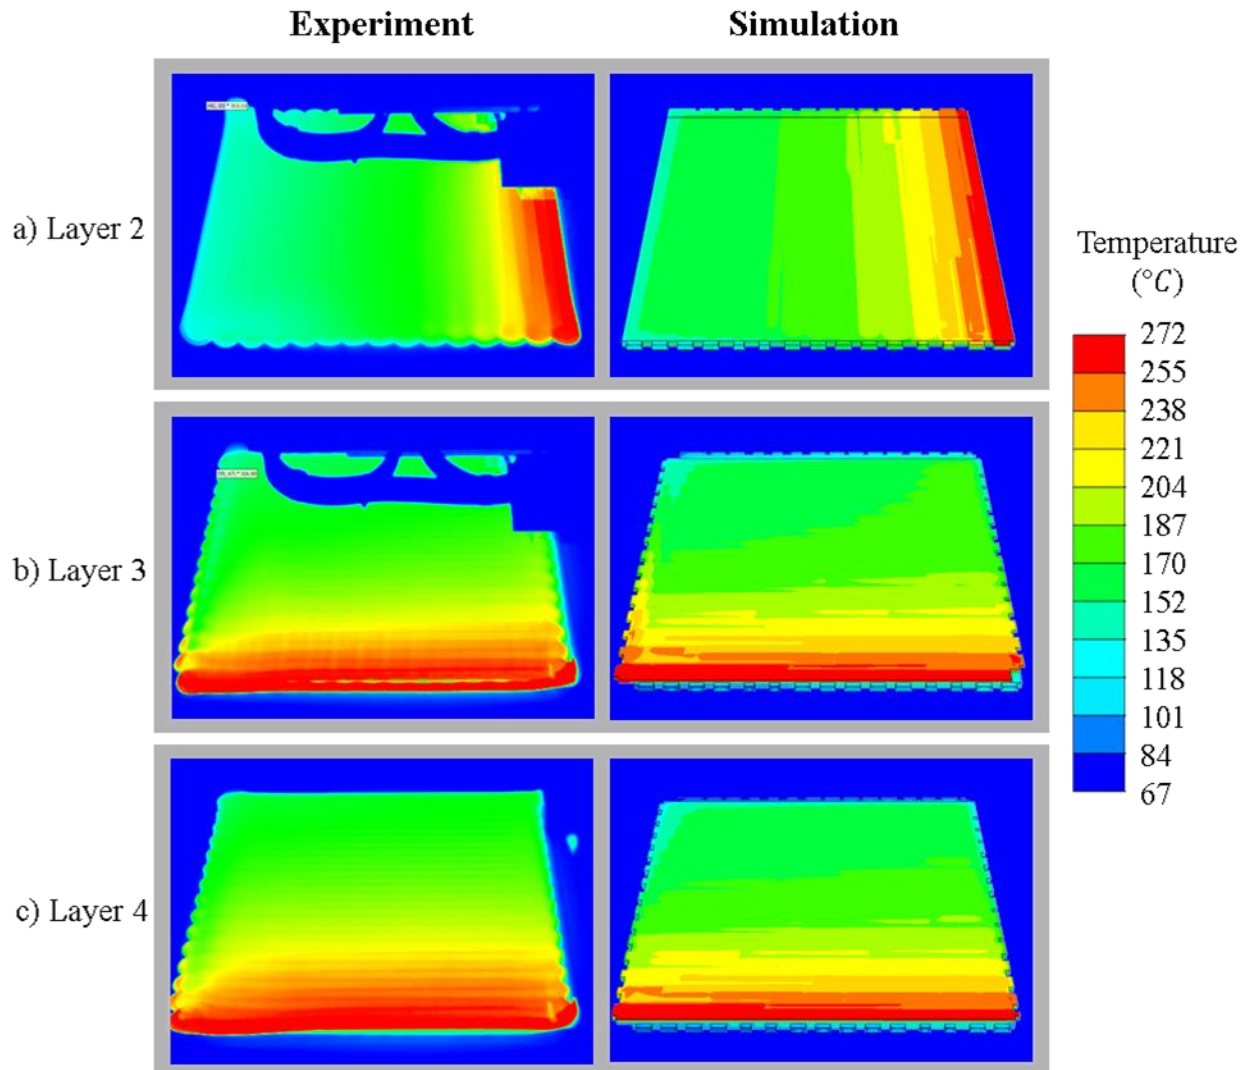 Experiment
Simulation
a) Layer 2
b) Layer 3
c) Layer 4
Temperature
(°C)
272
255
238
221
204
187
170
152
135
118
101
84
67